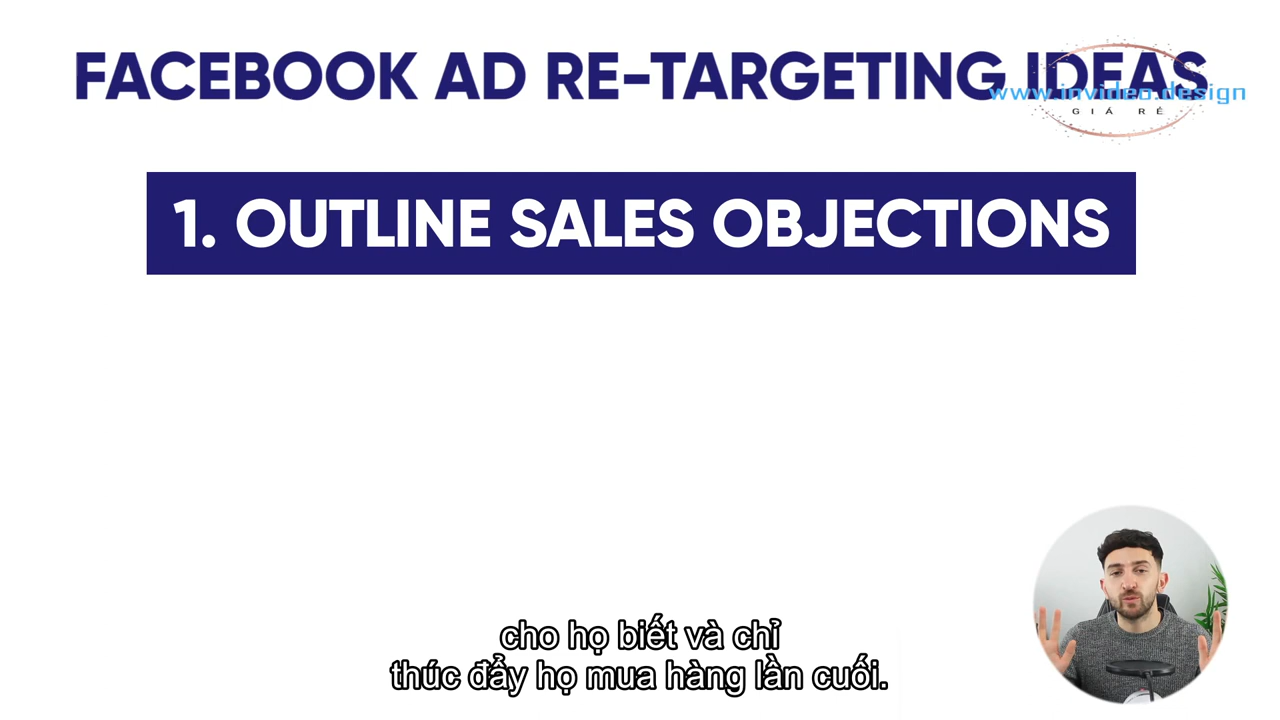 FACEBOOK AD RE-TARGETING IDEAS
www.invideo.design
GIÁ RẺ
1. OUTLINE SALES OBJECTIONS
cho họ biết và chỉ
thúc đẩy họ mua hàng lần cuối.